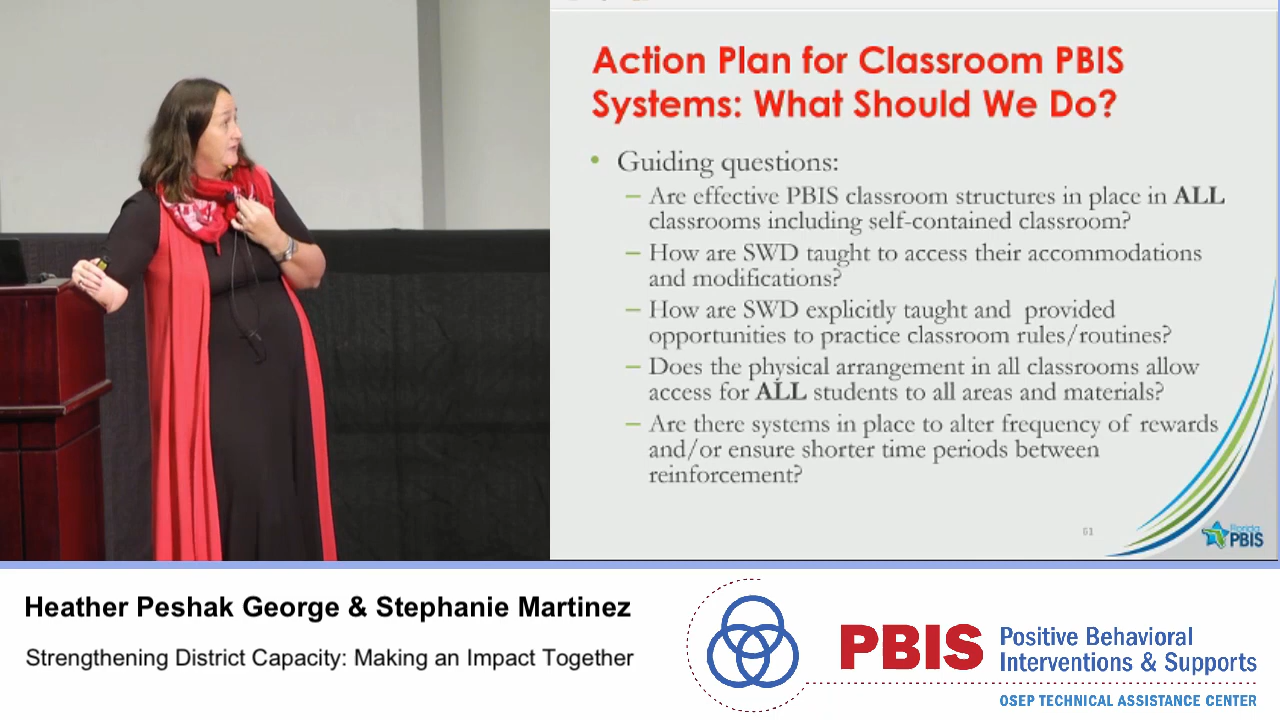 Action Plan for Classroom PBIS
Systems: What Should We Do?
• Guiding questions:
– Are effective PBIS classroom structures in place in ALL
classrooms including self-contained classroom?
– How are SWD taught to access their accommodations
and modifications?
– How are SWD explicitly taught and provided
opportunities to practice classroom rules/routines?
– Does the physical arrangement in all classrooms allow
access for ALL students to all areas and materials?
– Are there systems in place to alter frequency of rewards
and/or ensure shorter time periods between
reinforcement?
61
Florida
PBIS
Heather Peshak George & Stephanie Martinez
Strengthening District Capacity: Making an Impact Together
PBIS
Positive Behavioral
Interventions & Supports
OSEP TECHNICAL ASSISTANCE CENTER